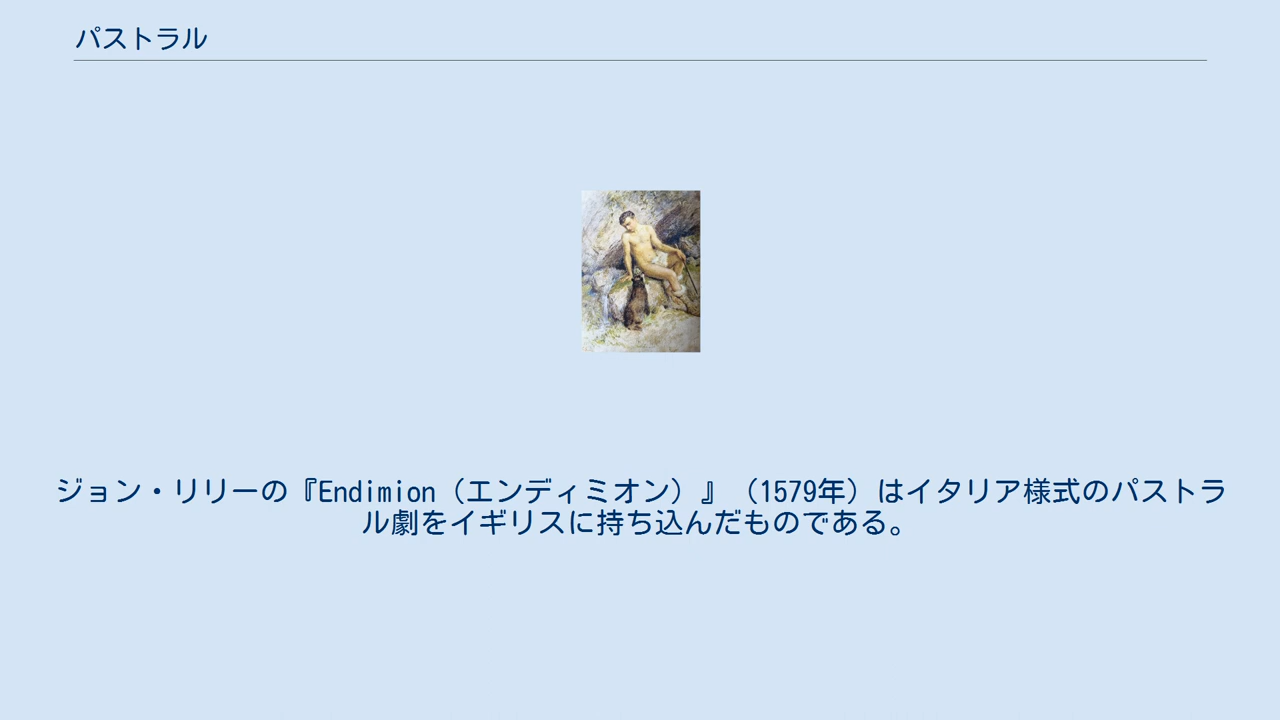 パストラル
ジョン・リリーの『Endimion（エンディミオン）』（1579年）はイタリア様式のパストラ
ル劇をイギリスに持ち込んだものである。